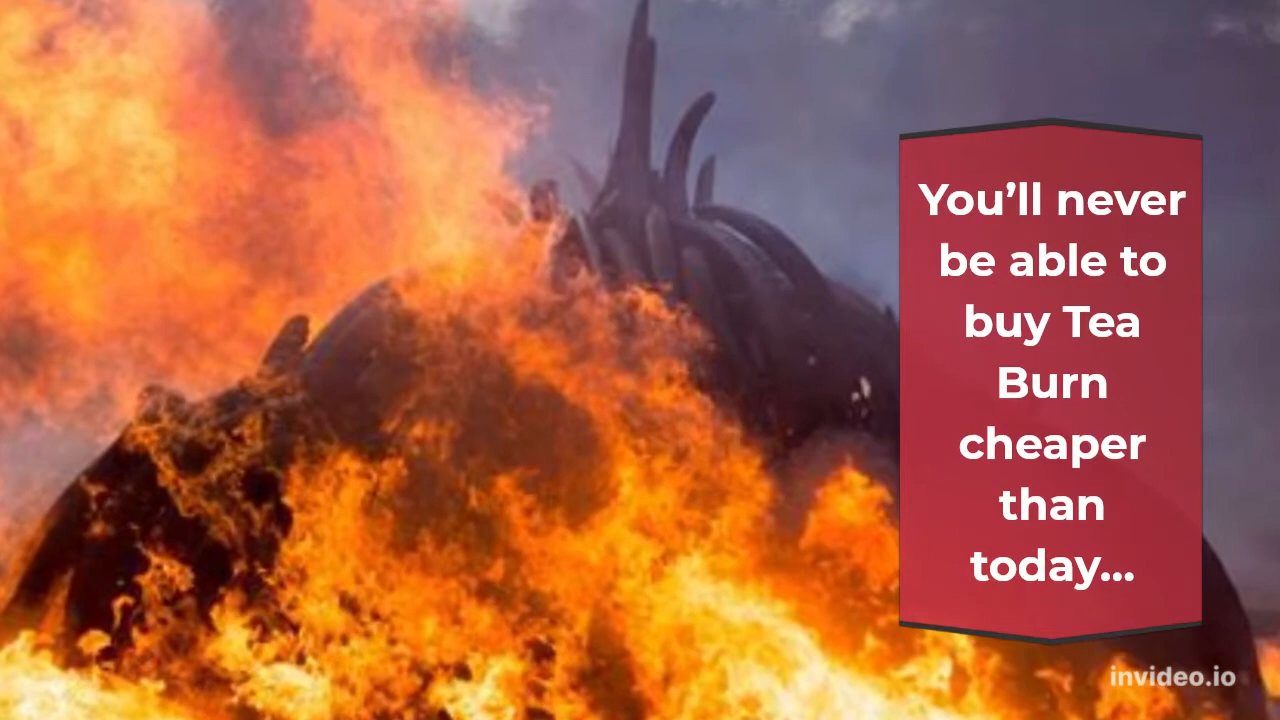 You’ll never
be able to
buy Tea
Burn
cheaper
than
today...
invideo.io